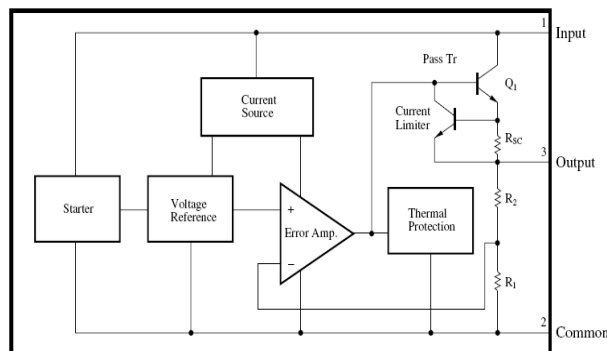 1
Input
Pass Tr
Q1
Current
Source
Current
Limiter
RSC
3
Output
Starter
Voltage
Reference
+
Error Amp.
−
Thermal
Protection
R2
R1
2
Common